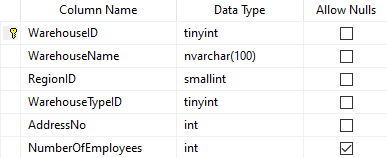 Column Name Data Type Allow Nulls
WarehouseID tinyint
WarehouseName nvarchar(100)
RegionID smallint
WarehouseTypeID tinyint
AddressNo int
NumberOfEmployees int